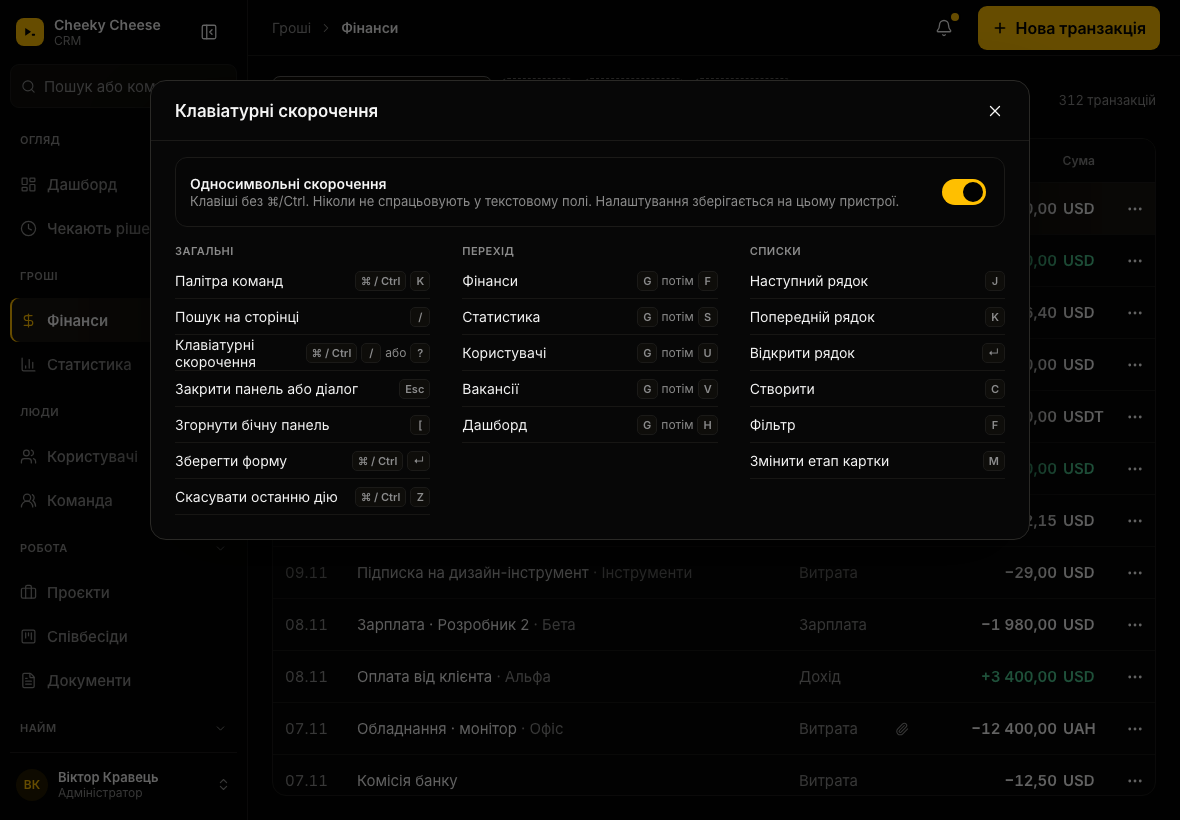 Cheeky Cheese
CRM
Гроші
Фінанси
+ Нова транзакція
Пошук або ком
312 транзакцій
ОГЛЯД
Дашборд
Чекають ріше
ГРОШІ
Фінанси
Статистика
ЛЮДИ
Користувачі
Команда
РОБОТА
Проєкти
Співбесіди
Документи
НАЙМ
ВК
Віктор Кравець
Адміністратор
Клавіатурні скорочення
Односимвольні скорочення
Клавіші без ⌘/Ctrl. Ніколи не спрацьовують у текстовому полі. Налаштування зберігається на цьому пристрої.
ЗАГАЛЬНІ
Палітра команд ⌘ / Ctrl K
Пошук на сторінці /
Клавіатурні
скорочення ⌘ / Ctrl / або ?
Закрити панель або діалог Esc
Згорнути бічну панель [
Зберегти форму ⌘ / Ctrl ↵
Скасувати останню дію ⌘ / Ctrl Z
ПЕРЕХІД
Фінанси G потім F
Статистика G потім S
Користувачі G потім U
Вакансії G потім V
Дашборд G потім H
СПИСКИ
Наступний рядок J
Попередній рядок K
Відкрити рядок ↵
Створити C
Фільтр F
Змінити етап картки M
Сума
,00 USD
,00 USD
,40 USD
,00 USD
,00 USDT
,00 USD
,15 USD
09.11 Підписка на дизайн-інструмент · Інструменти Витрата −29,00 USD
08.11 Зарплата · Розробник 2 · Бета Зарплата −1 980,00 USD
08.11 Оплата від клієнта · Альфа Дохід +3 400,00 USD
07.11 Обладнання · монітор · Офіс Витрата −12 400,00 UAH
07.11 Комісія банку Витрата −12,50 USD